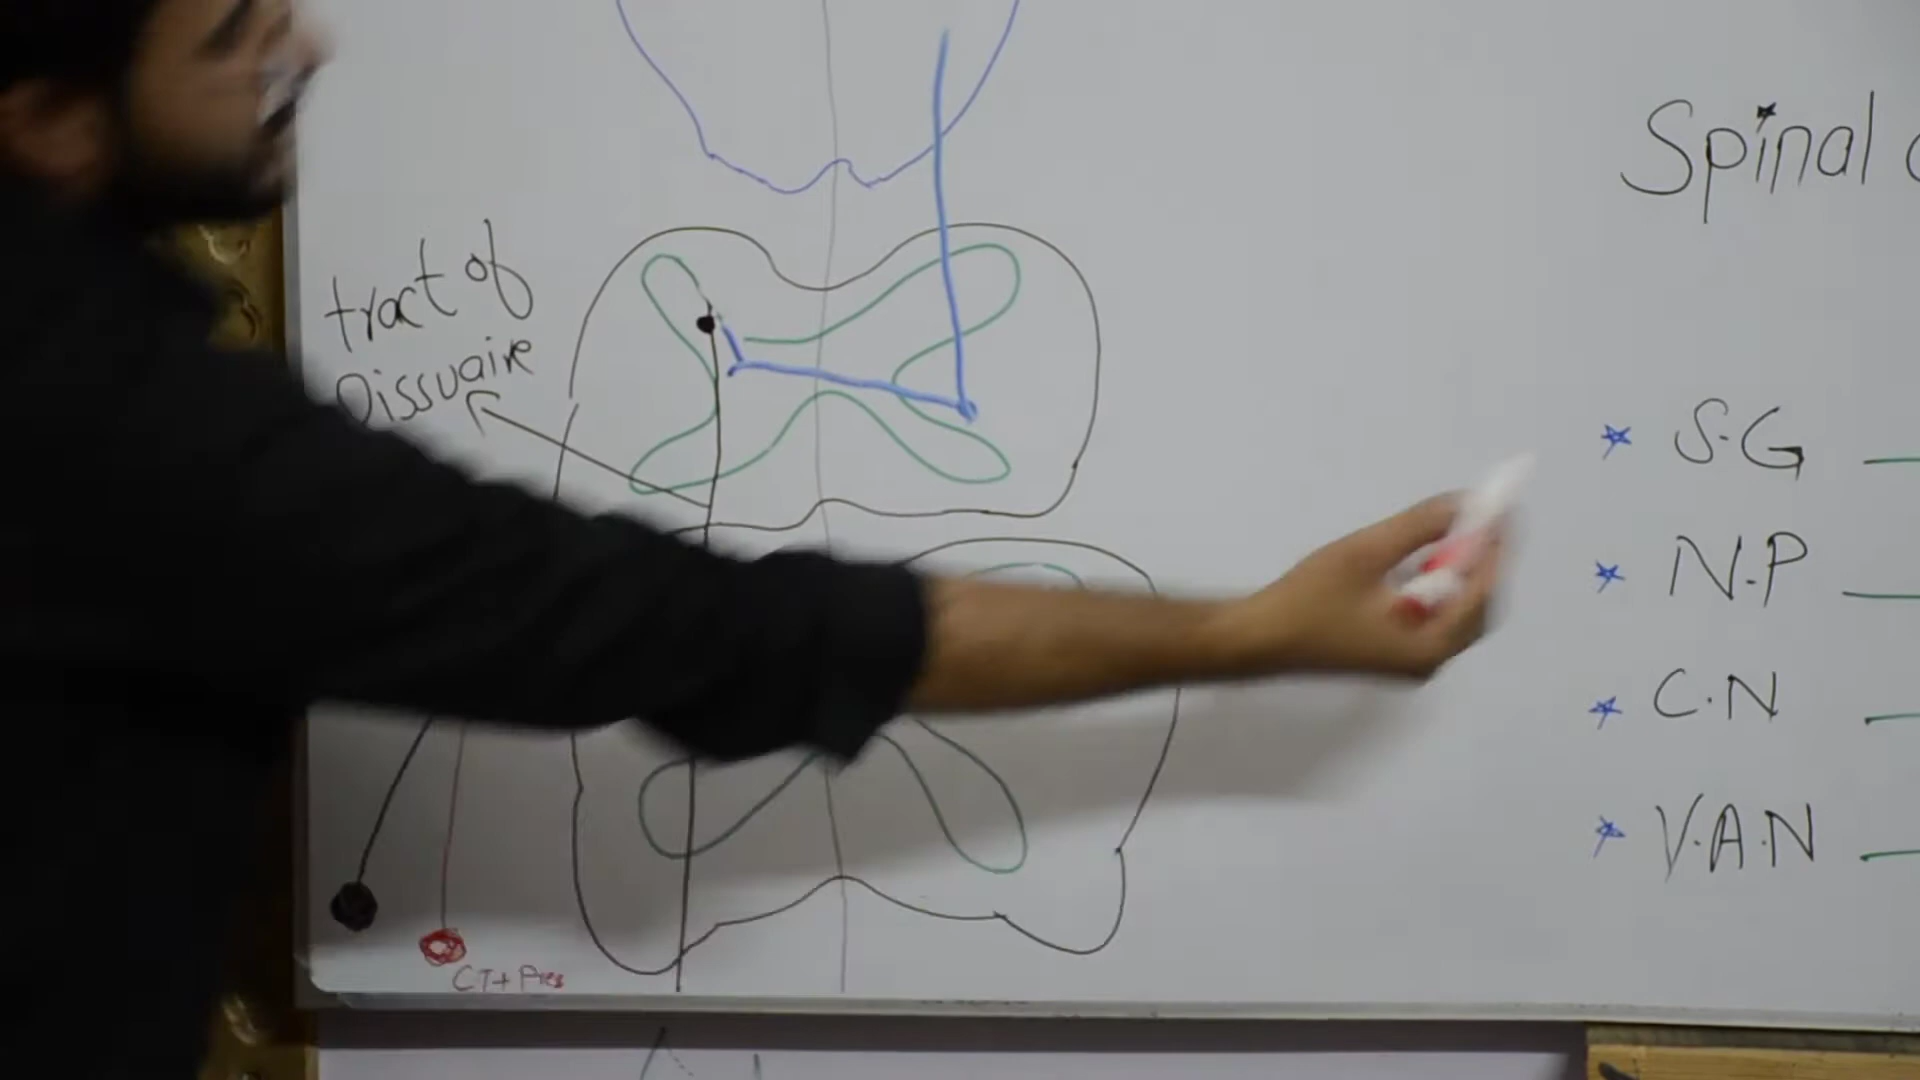 Spinal
tract of
Dissuaire
S.G
N.P
C.N
V.A.N
CT+ Pres